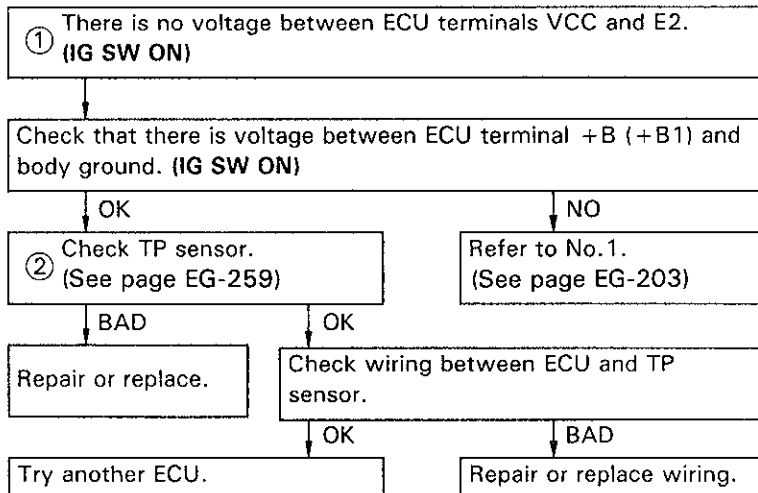 ① There is no voltage between ECU terminals VCC and E2.
(IG SW ON)
Check that there is voltage between ECU terminal +B (+B1) and
body ground. (IG SW ON)
OK
NO
② Check TP sensor.
(See page EG-259)
Refer to No.1.
(See page EG-203)
BAD
OK
Repair or replace.
Check wiring between ECU and TP
sensor.
OK
BAD
Try another ECU.
Repair or replace wiring.